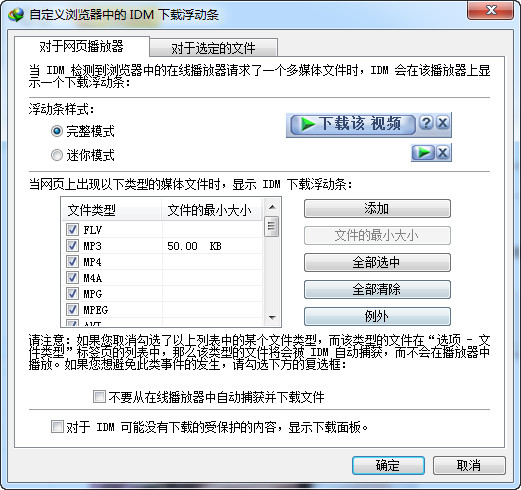 自定义浏览器中的 IDM 下载浮动条
对于网页播放器
对于选定的文件
当 IDM 检测到浏览器中的在线播放器请求了一个多媒体文件时，IDM 会在该播放器上显
示一个下载浮动条：
浮动条样式：
完整模式
下载该 视频 ? X
迷你模式
当网页上出现以下类型的媒体文件时，显示 IDM 下载浮动条：
文件类型 文件的最小大小
FLV
MP3 50.00 KB
MP4
M4A
MPG
MPEG
AVI
添加
文件的最小大小
全部选中
全部清除
例外
请注意：如果您取消勾选了以上列表中的某个文件类型，而该类型的文件在“选项 - 文
件类型”标签页的列表中，那么该类型的文件将会被 IDM 自动捕获，而不会在播放器中
播放。如果您想避免此类事件的发生，请勾选下方的复选框：
不要从在线播放器中自动捕获并下载文件
对于 IDM 可能没有下载的受保护的内容，显示下载面板。
确定
取消